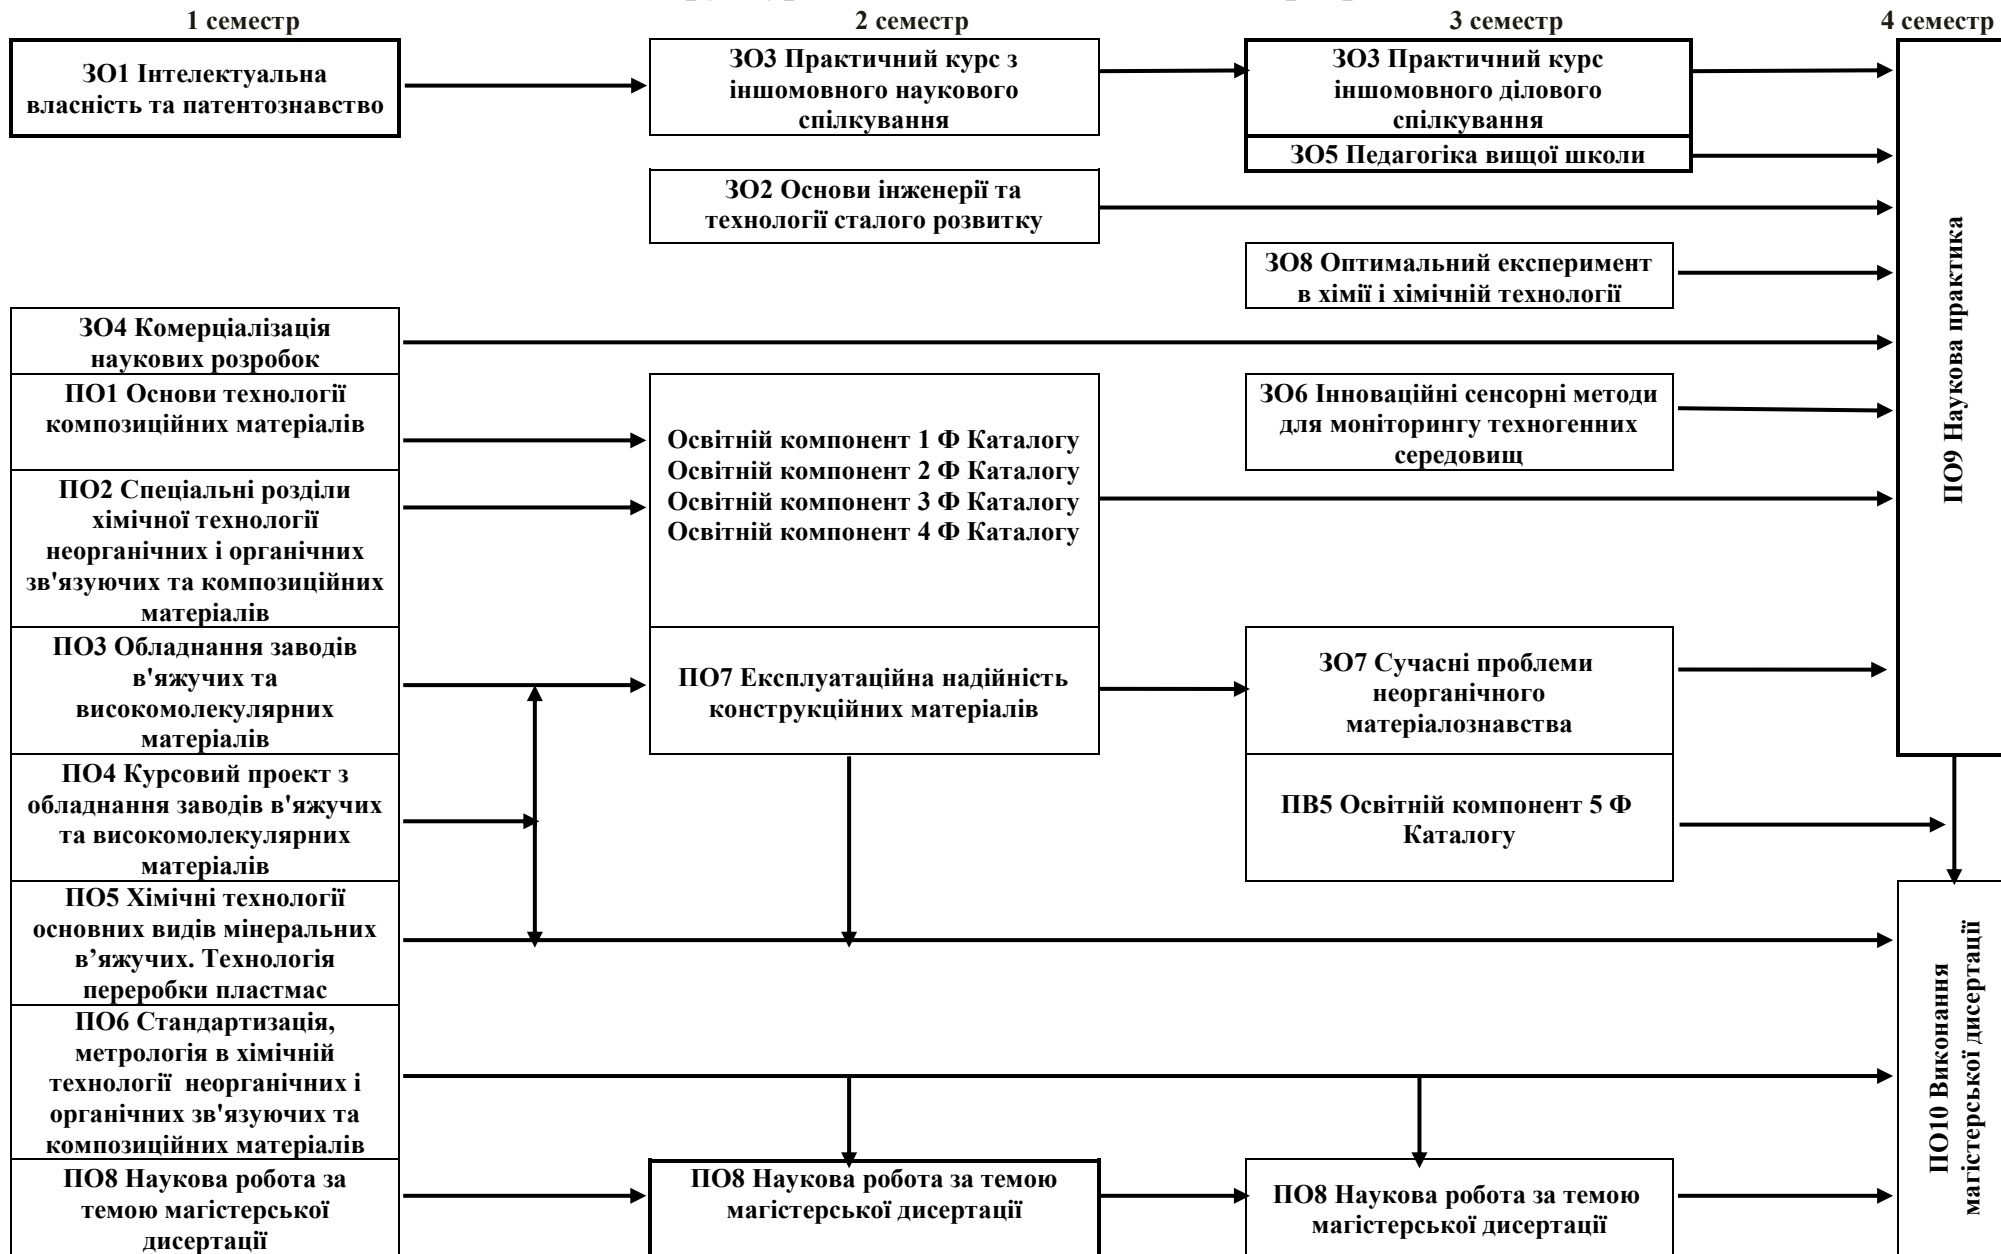 1 семестр
2 семестр
3 семестр
4 семестр
ЗО1 Інтелектуальна
власність та патентознавство
ЗО3 Практичний курс з
іншомовного наукового
спілкування
ЗО3 Практичний курс
іншомовного ділового
спілкування
ЗО5 Педагогіка вищої школи
ЗО2 Основи інженерії та
технології сталого розвитку
ЗО8 Оптимальний експеримент
в хімії і хімічній технології
ПО9 Наукова практика
ЗО4 Комерціалізація
наукових розробок
ПО1 Основи технології
композиційних матеріалів
Освітній компонент 1 Ф Каталогу
Освітній компонент 2 Ф Каталогу
Освітній компонент 3 Ф Каталогу
Освітній компонент 4 Ф Каталогу
ЗО6 Інноваційні сенсорні методи
для моніторингу техногенних
середовищ
ПО2 Спеціальні розділи
хімічної технології
неорганічних і органічних
зв'язуючих та композиційних
матеріалів
ПО3 Обладнання заводів
в'яжучих та
високомолекулярних
матеріалів
ПО7 Експлуатаційна надійність
конструкційних матеріалів
ЗО7 Сучасні проблеми
неорганічного
матеріалознавства
ПО4 Курсовий проект з
обладнання заводів в'яжучих
та високомолекулярних
матеріалів
ПВ5 Освітній компонент 5 Ф
Каталогу
ПО5 Хімічні технології
основних видів мінеральних
в’яжучих. Технологія
переробки пластмас
ПО10 Виконання
магістерської дисертації
ПО6 Стандартизація,
метрологія в хімічній
технології  неорганічних і
органічних зв'язуючих та
композиційних матеріалів
ПО8 Наукова робота за
темою магістерської
дисертації
ПО8 Наукова робота за темою
магістерської дисертації
ПО8 Наукова робота за темою
магістерської дисертації